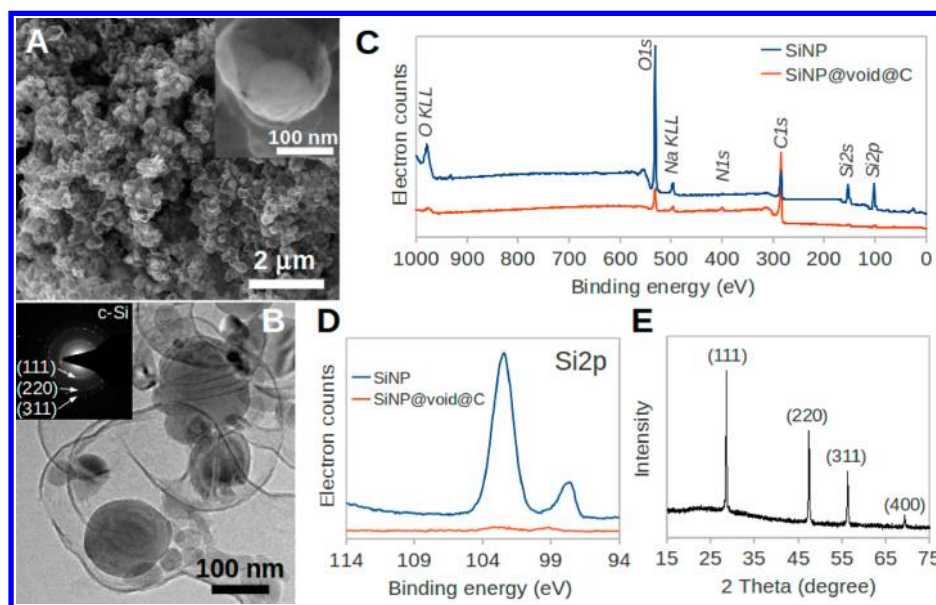 A
100 nm
2 µm
B
c-Si
(111)
(220)
(311)
100 nm
C
SiNP
SiNP@void@C
Electron counts
O KLL
O1s
Na KLL
N1s
C1s
Si2s
Si2p
1000 900 800 700 600 500 400 300 200 100 0
Binding energy (eV)
D
Si2p
SiNP
SiNP@void@C
Electron counts
114 109 104 99 94
Binding energy (eV)
E
(111)
(220)
(311)
(400)
Intensity
15 25 35 45 55 65 75
2 Theta (degree)